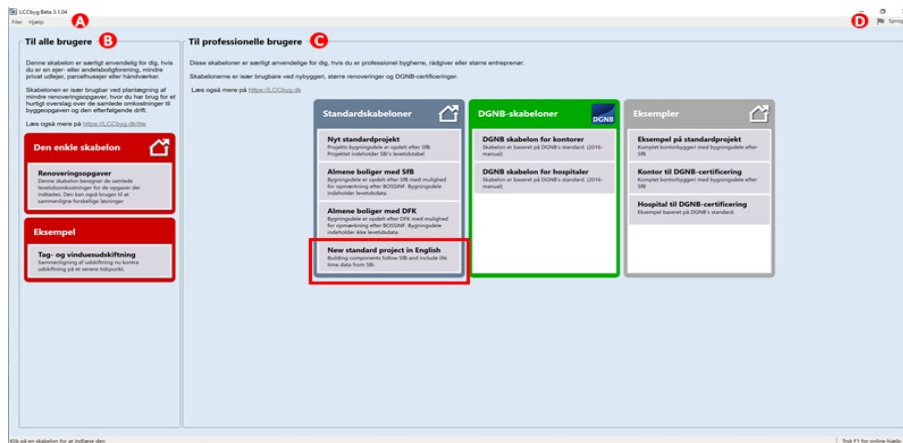 LCCbyg Beta 3.1.04
Filer Hjælp
A
D
Sprog
Til alle brugere B
Denne skabelon er særligt anvendelig for dig, hvis
du er en ejer- eller andelsboligforening, mindre
privat udlejer, parcelhusejer eller håndværker.
Skabelonen er især brugbar ved planlægning af
mindre renoveringsopgaver, hvor du har brug for et
hurtigt overslag over de samlede omkostninger til
byggeopgaven og den efterfølgende drift.
Læs også mere på https://LCCbyg.dk/lite
Den enkle skabelon
Renoveringsopgaver
Denne skabelon beregner de samlede
levetidsomkostninger for de opgaver der
indtastes. Den kan også bruges til at
sammenligne forskellige løsninger
Eksempel
Tag- og vinduesudskiftning
Sammenligning af udskiftning nu kontra
udskiftning på et senere tidspunkt.
Til professionelle brugere C
Disse skabeloner er særligt anvendelige for dig, hvis du er professionel bygherre, rådgiver eller større entreprenør.
Skabelonerne er især brugbare ved nybyggeri, større renoveringer og DGNB-certificeringer.
Læs også mere på https://LCCbyg.dk
Standardskabeloner
Nyt standardprojekt
Projekts bygningsdele er opdelt efter SfB.
Projektet indeholder SBi's levetidstabel
Almene boliger med SfB
Bygningsdele er opdelt efter SfB med mulighed
for opmærkning efter BOSSINF. Bygningsdele
indeholder levetidsdata.
Almene boliger med DFK
Bygningsdele er opdelt efter DFK med mulighed
for opmærkning efter BOSSINF. Bygningsdele
indeholder ikke levetidsdata.
New standard project in English
Building components follow SfB and include life
time data from SBi.
DGNB-skabeloner
DGNB
DGNB skabelon for kontorer
Skabelon er baseret på DGNB's standard. (2016-
manual)
DGNB skabelon for hospitaler
Skabelon er baseret på DGNB's standard. (2016-
manual)
Eksempler
Eksempel på standardprojekt
Komplet kontorbyggeri med bygningsdele efter
SfB
Kontor til DGNB-certificering
Komplet kontorbyggeri med bygningsdele efter
SfB
Hospital til DGNB-certificering
Eksempel baseret på DGNB's standard.
Klik på en skabelon for at indlæse den
Tryk F1 for online hjælp